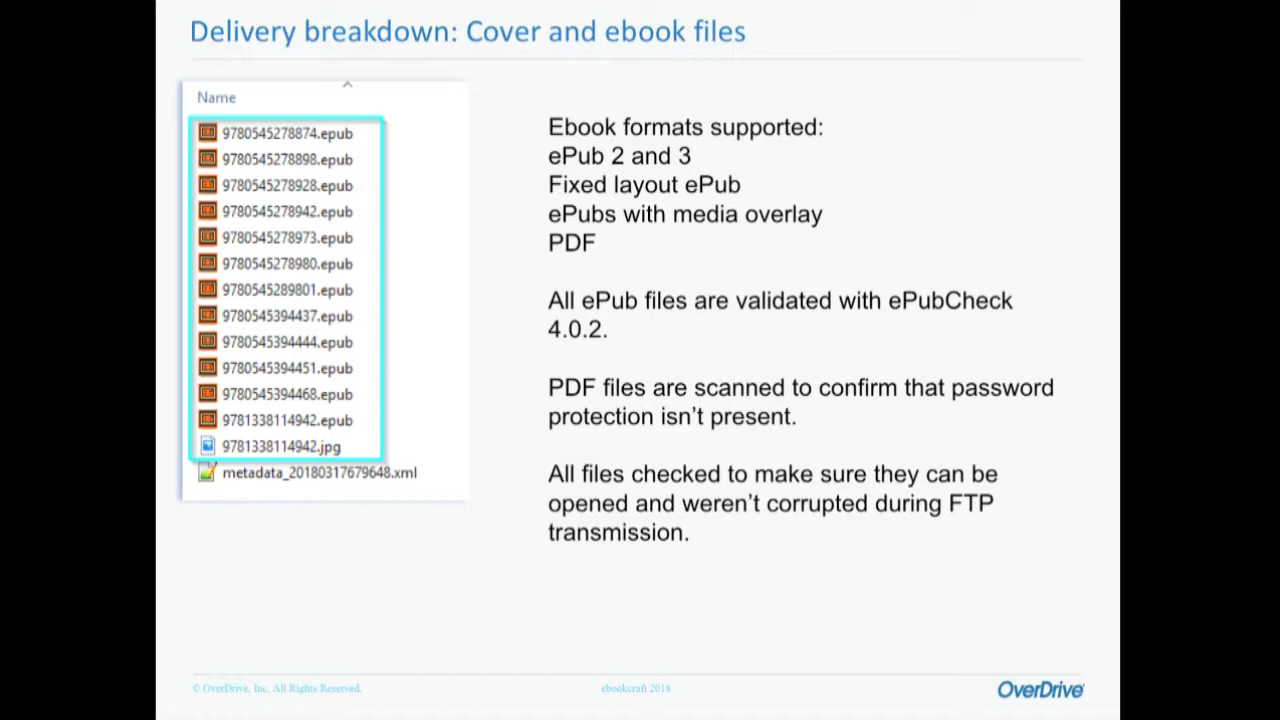 Delivery breakdown: Cover and ebook files
Name
9780545278874.epub
9780545278898.epub
9780545278928.epub
9780545278942.epub
9780545278973.epub
9780545278980.epub
9780545289801.epub
9780545394437.epub
9780545394444.epub
9780545394451.epub
9780545394468.epub
9781338114942.epub
9781338114942.jpg
metadata_20180317679648.xml
Ebook formats supported:
ePub 2 and 3
Fixed layout ePub
ePubs with media overlay
PDF
All ePub files are validated with ePubCheck
4.0.2.
PDF files are scanned to confirm that password
protection isn't present.
All files checked to make sure they can be
opened and weren't corrupted during FTP
transmission.
© OverDrive, Inc. All Rights Reserved.
ebookcraft 2018
OverDrive